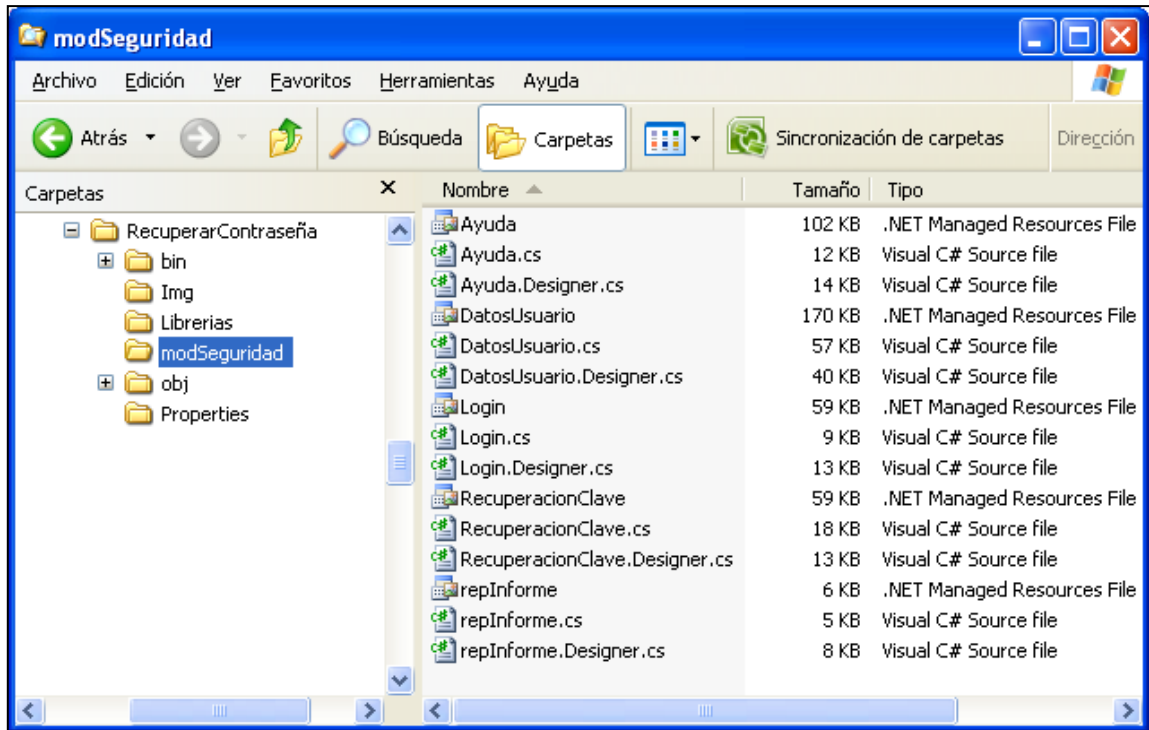 modSeguridad
Archivo Edición Ver Favoritos Herramientas Ayuda
Atrás Búsqueda Carpetas Sincronización de carpetas Dirección
Carpetas
RecuperarContraseña
bin
Img
Librerias
modSeguridad
obj
Properties
Nombre Tamaño Tipo
Ayuda 102 KB .NET Managed Resources File
Ayuda.cs 12 KB Visual C# Source file
Ayuda.Designer.cs 14 KB Visual C# Source file
DatosUsuario 170 KB .NET Managed Resources File
DatosUsuario.cs 57 KB Visual C# Source file
DatosUsuario.Designer.cs 40 KB Visual C# Source file
Login 59 KB .NET Managed Resources File
Login.cs 9 KB Visual C# Source file
Login.Designer.cs 13 KB Visual C# Source file
RecuperacionClave 59 KB .NET Managed Resources File
RecuperacionClave.cs 18 KB Visual C# Source file
RecuperacionClave.Designer.cs 13 KB Visual C# Source file
repInforme 6 KB .NET Managed Resources File
repInforme.cs 5 KB Visual C# Source file
repInforme.Designer.cs 8 KB Visual C# Source file